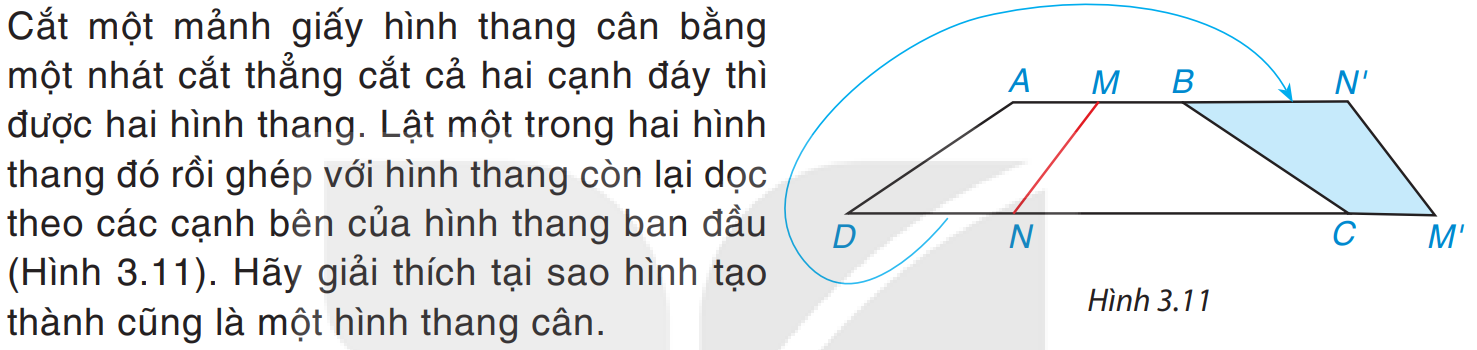 Cắt một mảnh giấy hình thang cân bằng
một nhát cắt thẳng cắt cả hai cạnh đáy thì
được hai hình thang. Lật một trong hai hình
thang đó rồi ghép với hình thang còn lại dọc
theo các cạnh bên của hình thang ban đầu
(Hình 3.11). Hãy giải thích tại sao hình tạo
thành cũng là một hình thang cân.
A M B N'
D N C M'
Hình 3.11